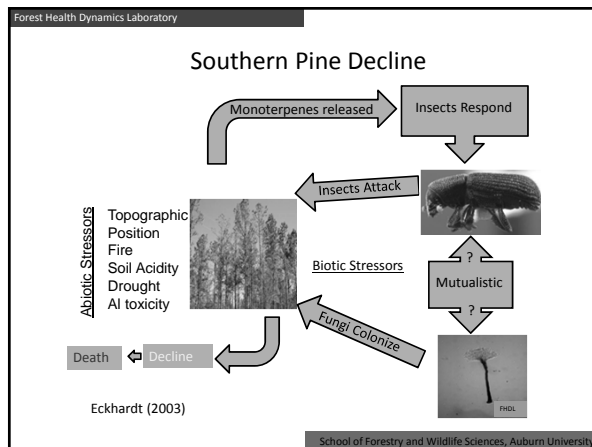 Forest Health Dynamics Laboratory
Southern Pine Decline
Monoterpenes released
Insects Respond
Insects Attack
Abiotic Stressors
Topographic
Position
Fire
Soil Acidity
Drought
Al toxicity
Biotic Stressors
?
Mutualistic
?
Fungi Colonize
Death
Decline
FHDL
Eckhardt (2003)
School of Forestry and Wildlife Sciences, Auburn University